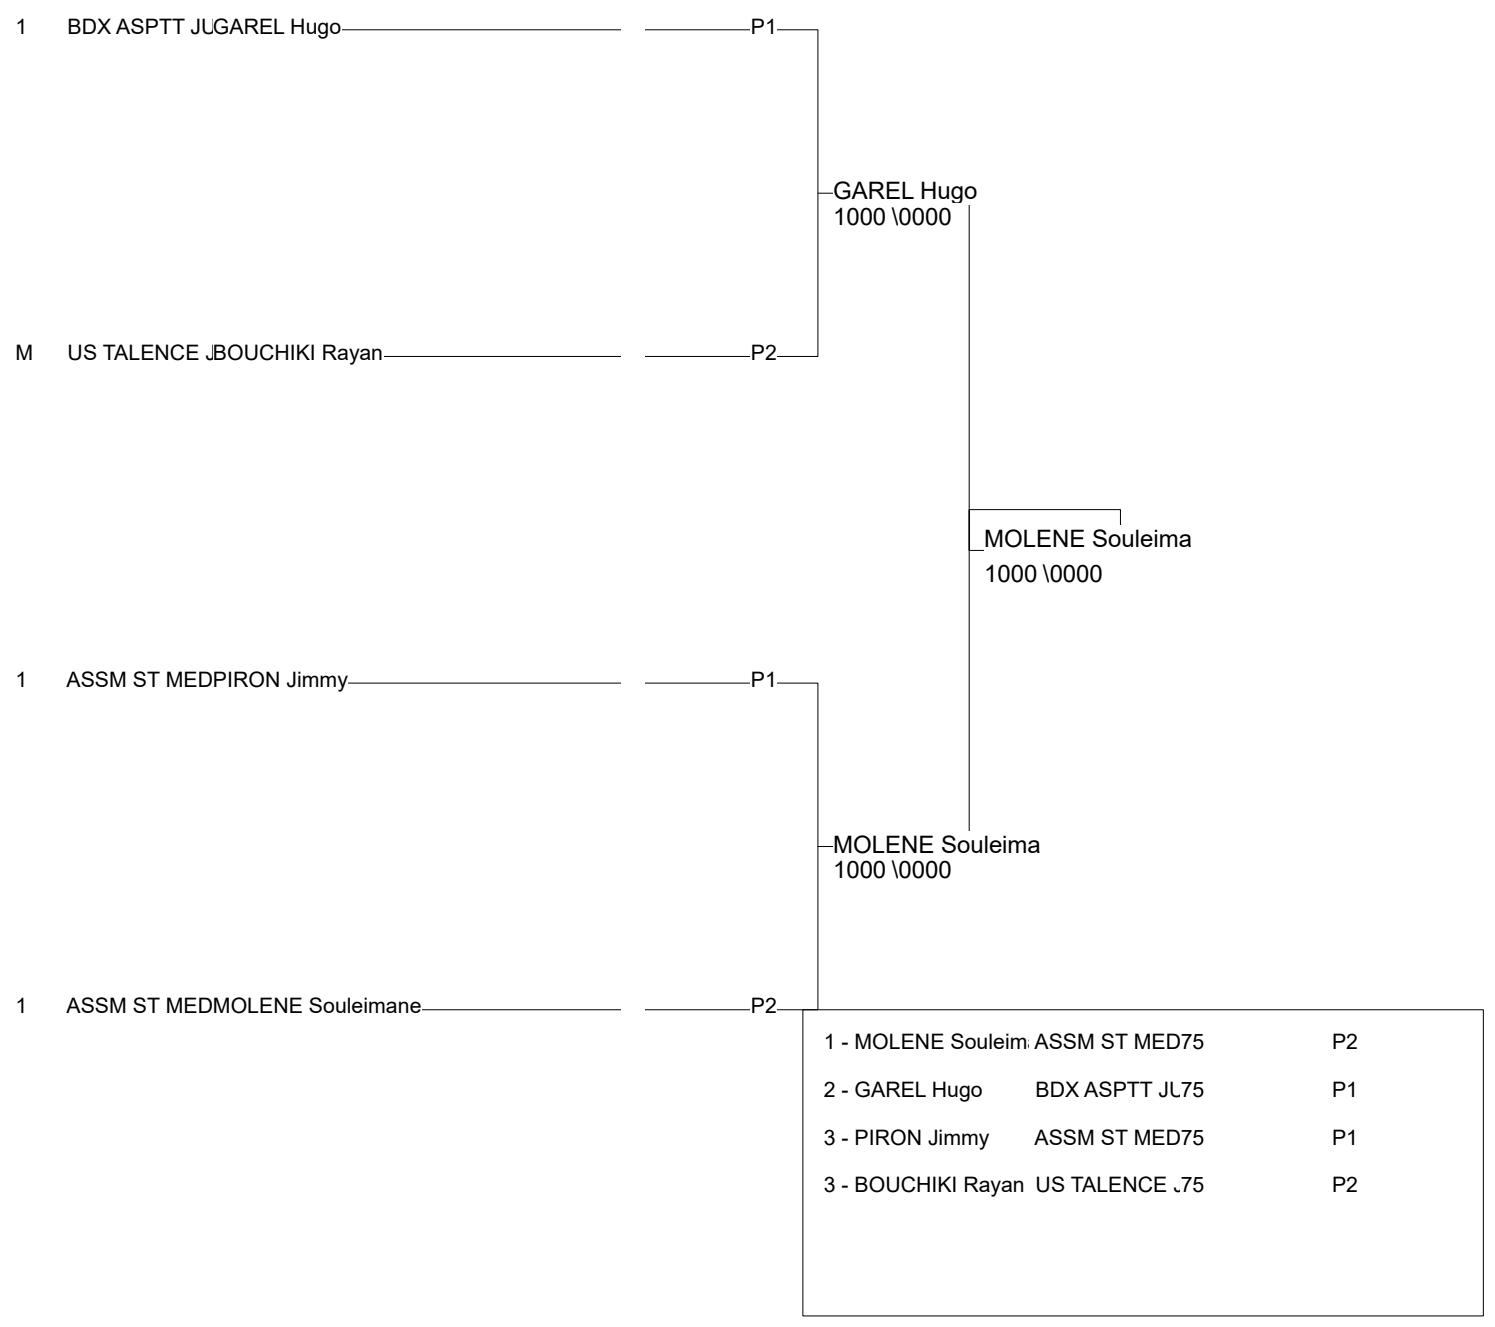 1 BDX ASPTT JUGAREL Hugo P1
GAREL Hugo
1000 \0000
M US TALENCE JBOUCHIKI Rayan P2
MOLENE Souleima
1000 \0000
1 ASSM ST MEDPIRON Jimmy P1
MOLENE Souleima
1000 \0000
1 ASSM ST MEDMOLENE Souleimane P2
1 - MOLENE Souleim ASSM ST MED75 P2
2 - GAREL Hugo BDX ASPTT JU75 P1
3 - PIRON Jimmy ASSM ST MED75 P1
3 - BOUCHIKI Rayan US TALENCE J75 P2